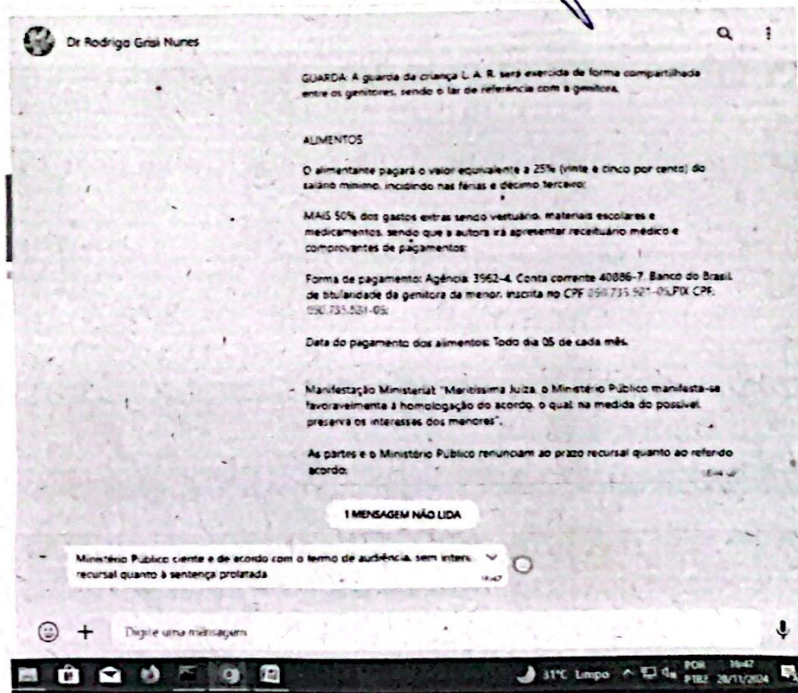 Dr Rodrigo Grisi Nunes
GUARDA: A guarda da criança L. A. R. será exercida de forma compartilhada
entre os genitores, sendo o lar de referência com a genitora,
ALIMENTOS
O alimentante pagará o valor equivalente a 25% (vinte e cinco por cento) do
salário mínimo, incidindo nas férias e décimo terceiro;
MAIS 50% dos gastos extras sendo vestuário, materiais escolares e
medicamentos, sendo que a autora irá apresentar receituário médico e
comprovantes de pagamentos;
Forma de pagamento: Agência: 3962-4, Conta corrente 40886-7, Banco do Brasil,
de titularidade da genitora da menor, inscrita no CPF PIX CPF:
Data do pagamento dos alimentos: Todo dia 05 de cada mês.
Manifestação Ministerial: "Meritíssima Juíza, o Ministério Público manifesta-se
favoravelmente à homologação do acordo, o qual, na medida do possível,
preserva os interesses dos menores".
As partes e o Ministério Público renunciam ao prazo recursal quanto ao referido
acordo;
1 MENSAGEM NÃO LIDA
Ministério Público ciente e de acordo com o termo de audiência, sem inters
recursal quanto à sentença prolatada
16:47
Digite uma mensagem
31°C Limpo
POR 16:47
PTB2 28/11/2024